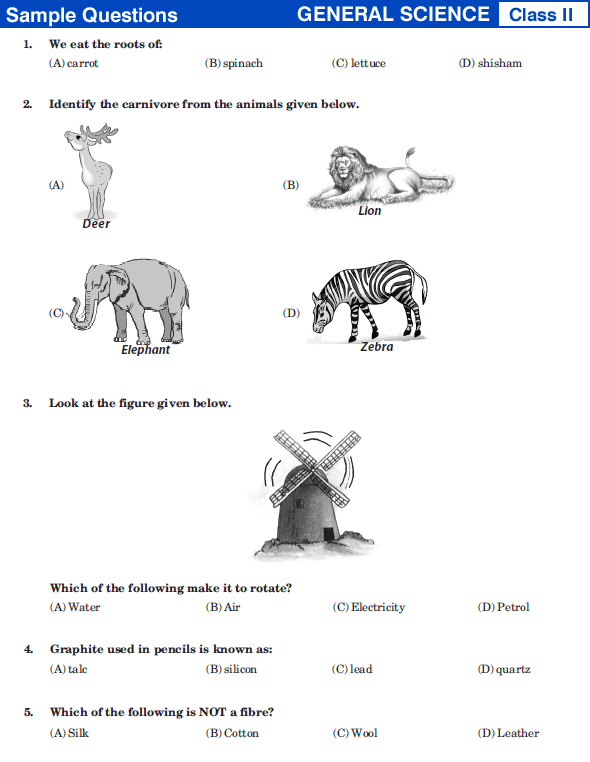 Sample Questions GENERAL SCIENCE Class II
1. We eat the roots of:
(A) carrot (B) spinach (C) lettuce (D) shisham
2. Identify the carnivore from the animals given below.
(A) (B)
Deer Lion
(C) (D)
Elephant Zebra
3. Look at the figure given below.
Which of the following make it to rotate?
(A) Water (B) Air (C) Electricity (D) Petrol
4. Graphite used in pencils is known as:
(A) talc (B) silicon (C) lead (D) quartz
5. Which of the following is NOT a fibre?
(A) Silk (B) Cotton (C) Wool (D) Leather